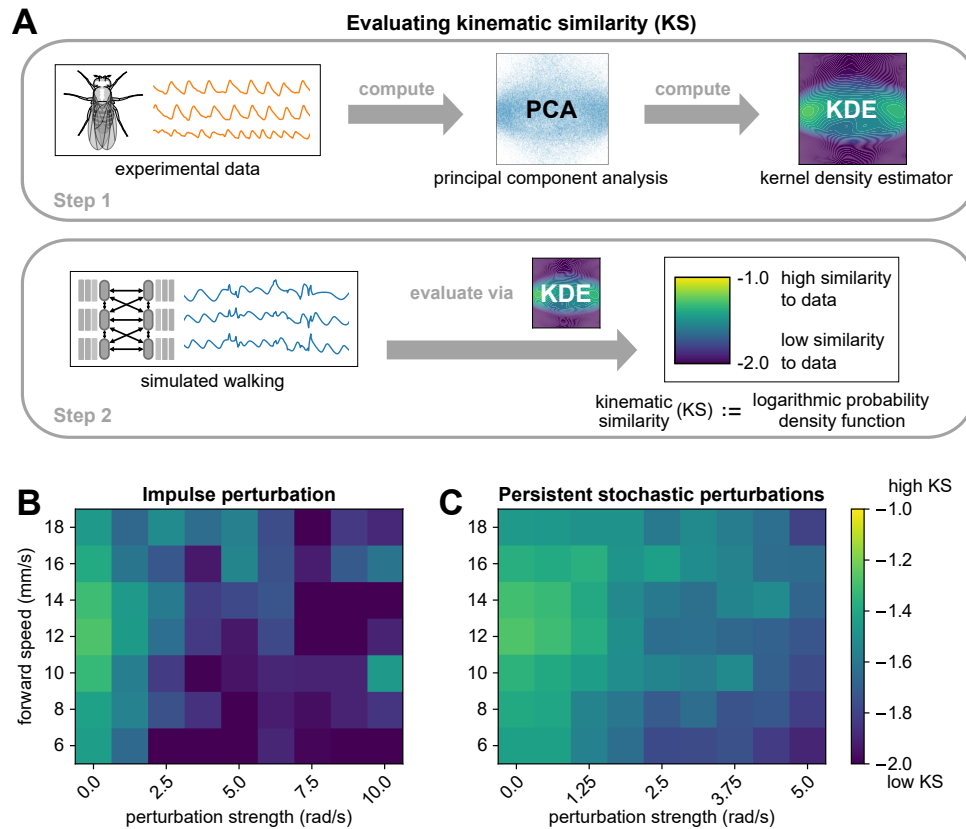 A
Evaluating kinematic similarity (KS)
compute
PCA
compute
KDE
experimental data
principal component analysis
kernel density estimator
Step 1
evaluate via
KDE
-1.0
high similarity
to data
low similarity
to data
-2.0
simulated walking
Step 2
kinematic
similarity
(KS) :=
logarithmic probability
density function
B
Impulse perturbation
forward speed (mm/s)
18
16
14
12
10
8
6
0.0
2.5
5.0
7.5
10.0
perturbation strength (rad/s)
C
Persistent stochastic perturbations
18
16
14
12
10
8
6
0.0
1.25
2.5
3.75
5.0
perturbation strength (rad/s)
high KS
−1.0
−1.2
−1.4
−1.6
−1.8
−2.0
low KS